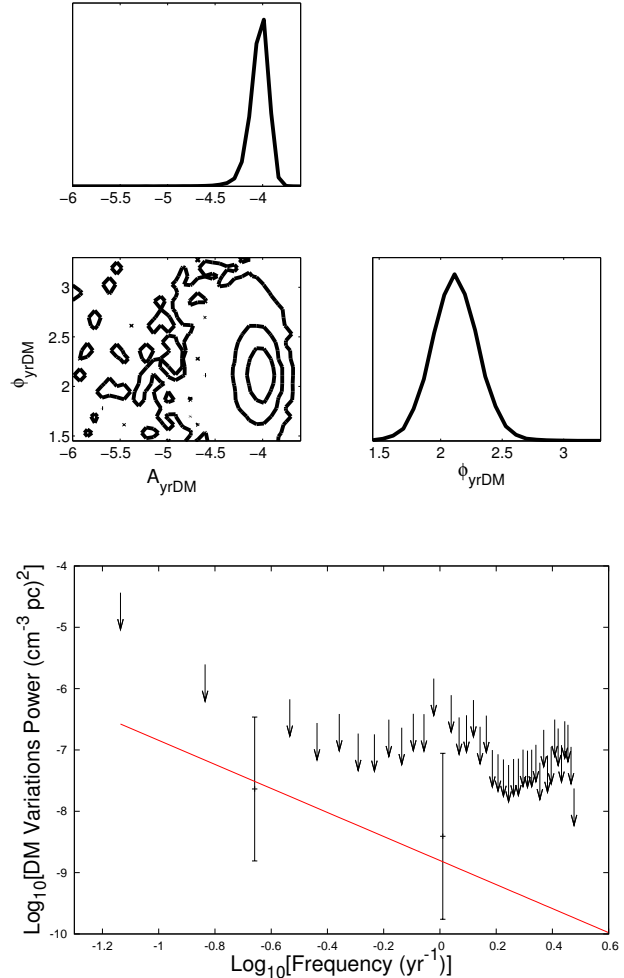 −6 −5.5 −5 −4.5 −4
3
2.5
2
1.5
ϕyrDM
−6 −5.5 −5 −4.5 −4
AyrDM
1.5 2 2.5 3
ϕyrDM
-4
-5
-6
-7
-8
-9
-10
Log10[DM Variations Power (cm-3 pc)2]
-1.2 -1 -0.8 -0.6 -0.4 -0.2 0 0.2 0.4 0.6
Log10[Frequency (yr-1)]